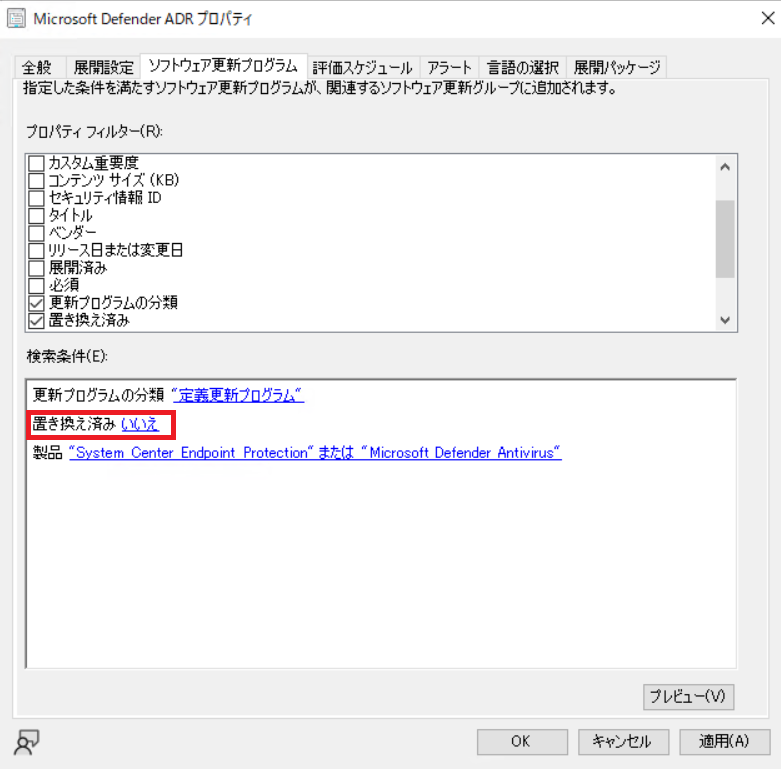 Microsoft Defender ADR プロパティ
全般 展開設定 ソフトウェア更新プログラム 評価スケジュール アラート 言語の選択 展開パッケージ
指定した条件を満たすソフトウェア更新プログラムが、関連するソフトウェア更新グループに追加されます。
プロパティ フィルター(R):
カスタム重要度
コンテンツ サイズ (KB)
セキュリティ情報 ID
タイトル
ベンダー
リリース日または変更日
展開済み
必須
更新プログラムの分類
置き換え済み
検索条件(E):
更新プログラムの分類 "定義更新プログラム"
置き換え済み いいえ
製品 "System Center Endpoint Protection" または "Microsoft Defender Antivirus"
プレビュー(V)
OK キャンセル 適用(A)